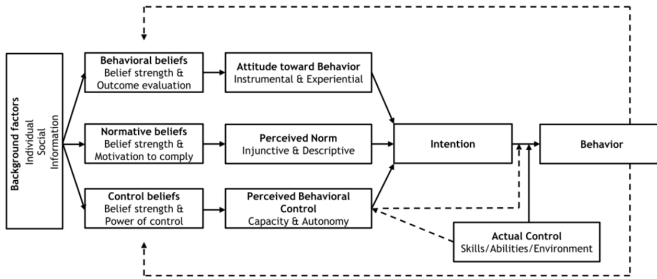 Background factors
Individual
Social
Information
Behavioral beliefs
Belief strength &
Outcome evaluation
Attitude toward Behavior
Instrumental & Experiential
Normative beliefs
Belief strength &
Motivation to comply
Perceived Norm
Injunctive & Descriptive
Intention
Behavior
Control beliefs
Belief strength &
Power of control
Perceived Behavioral
Control
Capacity & Autonomy
Actual Control
Skills/Abilities/Environment